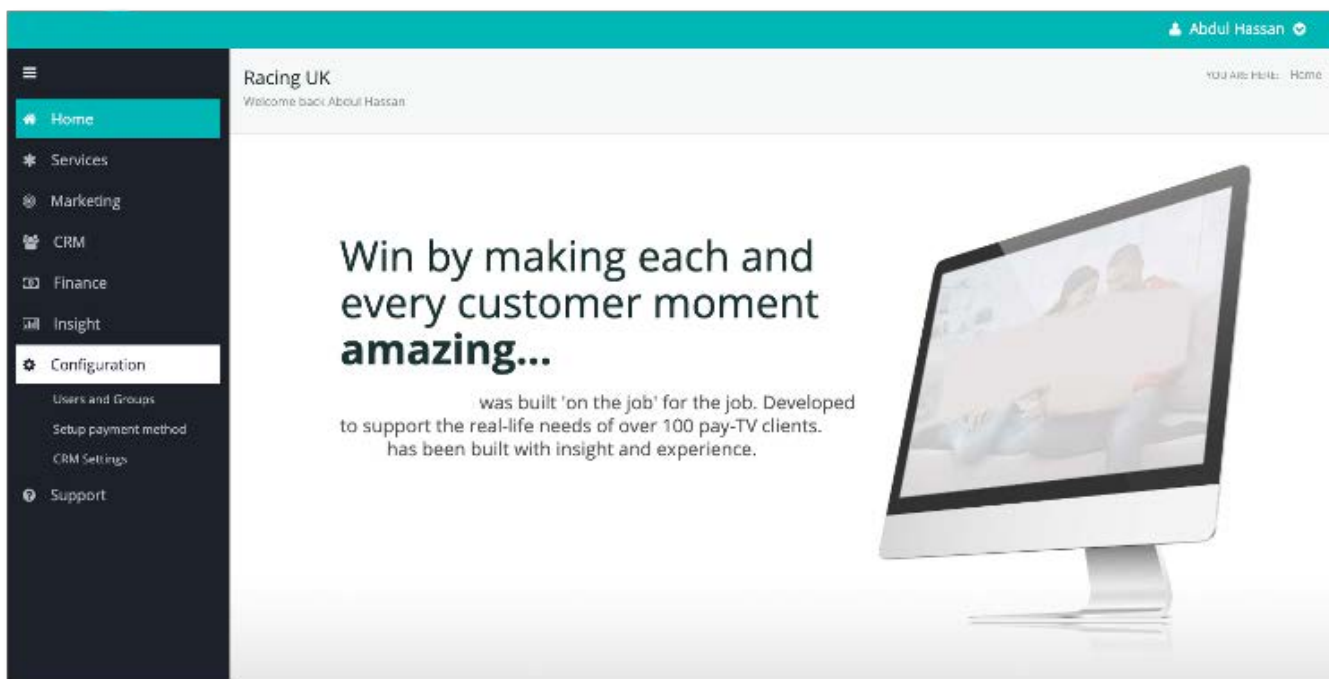 Abdul Hassan
Racing UK
YOU ARE HERE: Home
Welcome back Abdul Hassan
Home
Services
Marketing
CRM
Finance
Insight
Configuration
Users and Groups
Setup payment method
CRM Settings
Support
Win by making each and
every customer moment
amazing...
was built 'on the job' for the job. Developed
to support the real-life needs of over 100 pay-TV clients.
has been built with insight and experience.